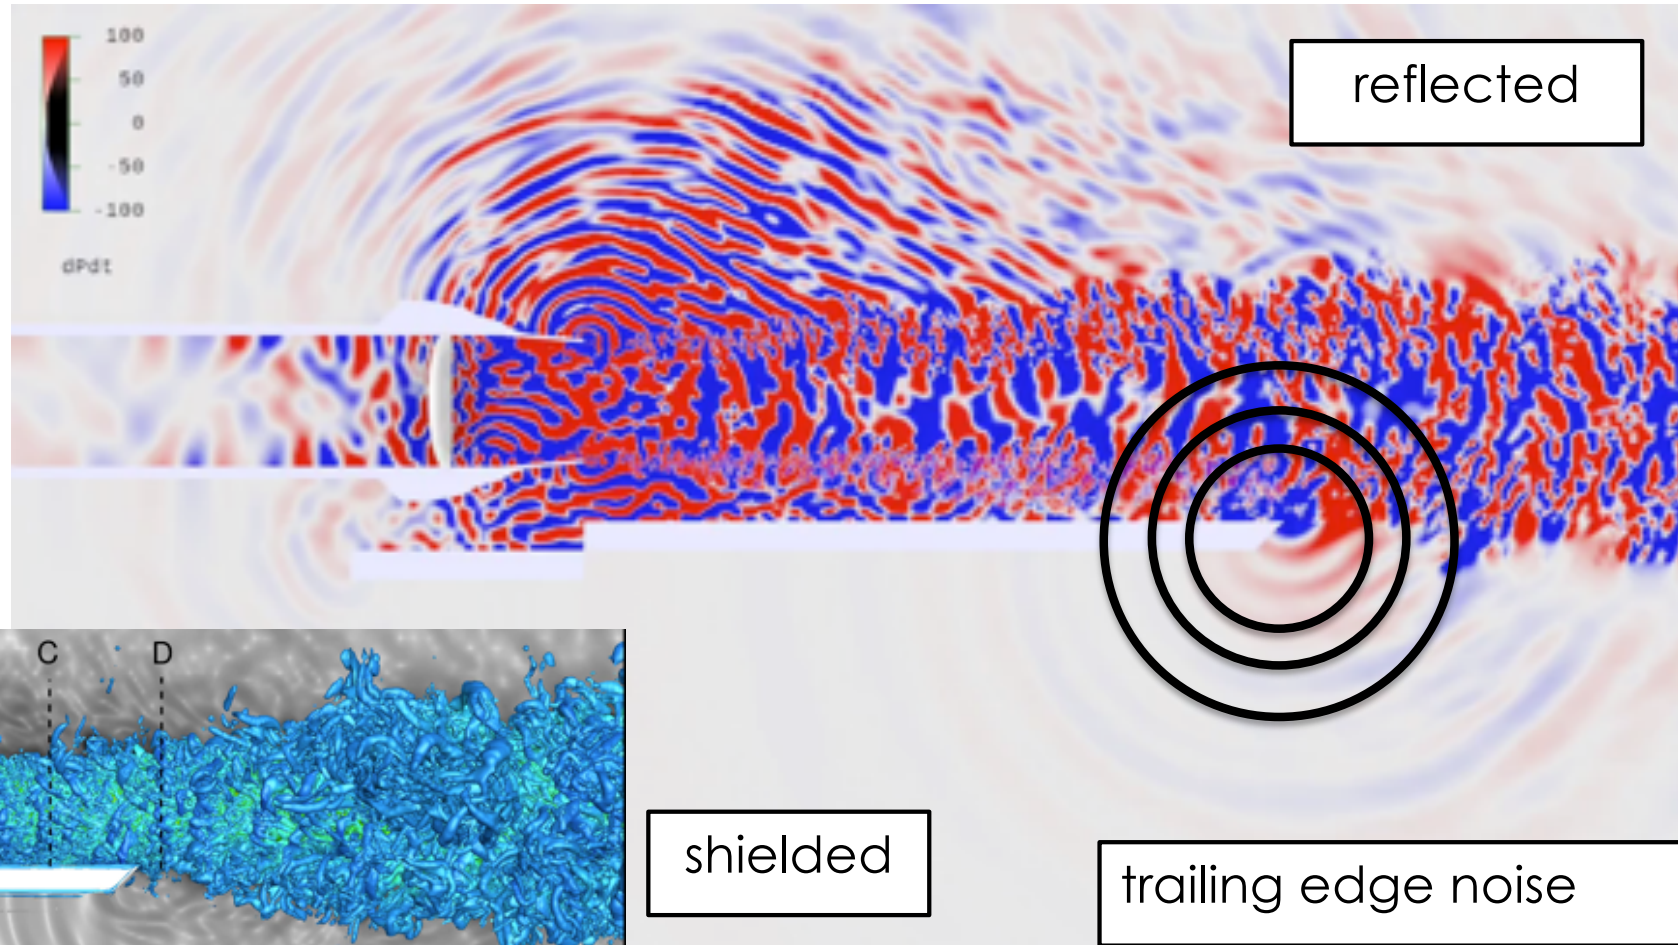 100
50
0
-50
-100
dPdt
reflected
C D
shielded
trailing edge noise